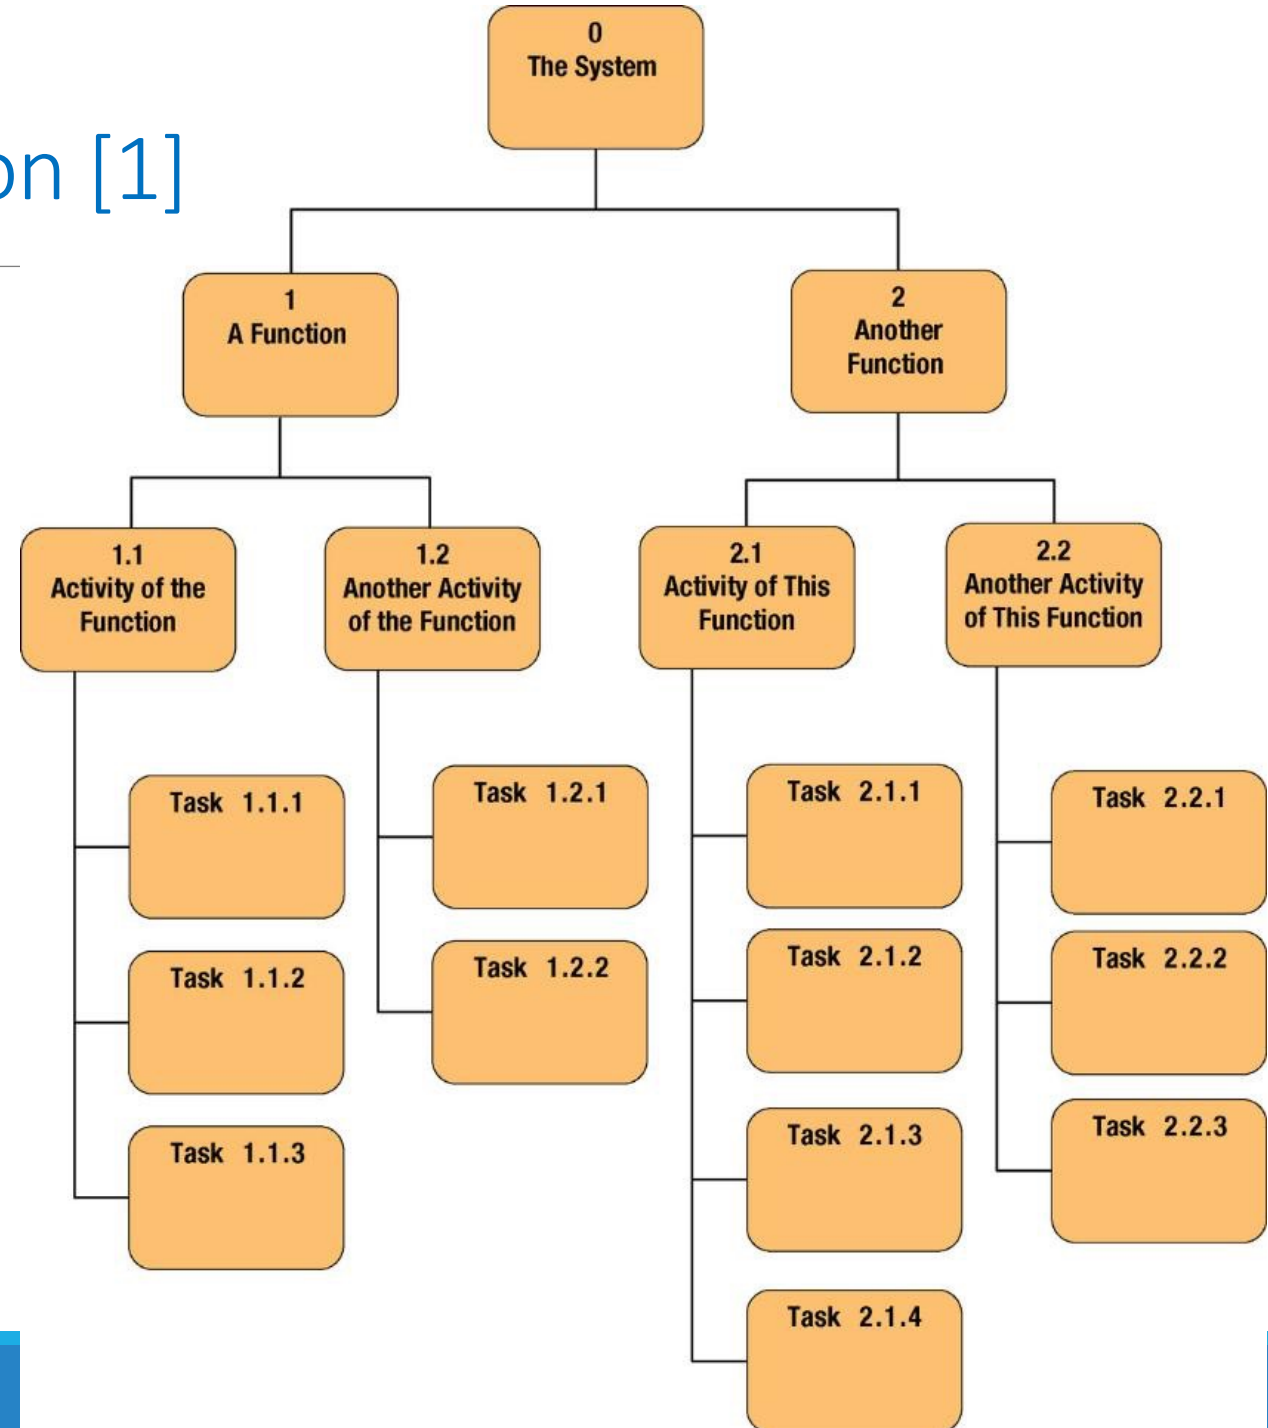 on [1]
0
The System
1
A Function
2
Another
Function
1.1
Activity of the
Function
1.2
Another Activity
of the Function
2.1
Activity of This
Function
2.2
Another Activity
of This Function
Task 1.1.1
Task 1.1.2
Task 1.1.3
Task 1.2.1
Task 1.2.2
Task 2.1.1
Task 2.1.2
Task 2.1.3
Task 2.1.4
Task 2.2.1
Task 2.2.2
Task 2.2.3